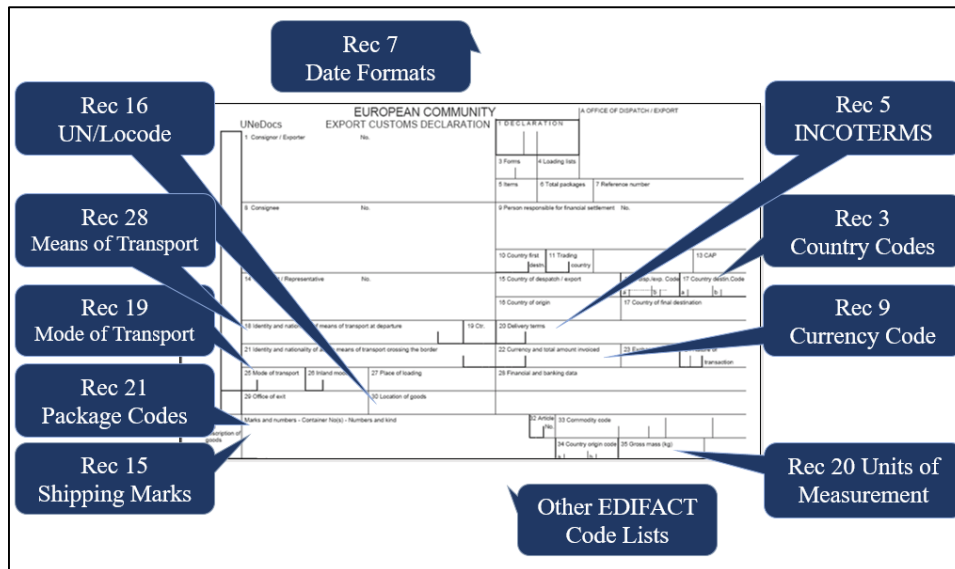 Rec 7
Date Formats
Rec 16
UN/Locode
Rec 28
Means of Transport
Rec 19
Mode of Transport
Rec 21
Package Codes
Rec 15
Shipping Marks
Rec 5
INCOTERMS
Rec 3
Country Codes
Rec 9
Currency Code
Rec 20 Units of
Measurement
Other EDIFACT
Code Lists
EUROPEAN COMMUNITY
UNeDocs EXPORT CUSTOMS DECLARATION
A OFFICE OF DISPATCH / EXPORT
1 DECLARATION
1 Consignor / Exporter No.
3 Forms 4 Loading lists
5 Items 6 Total packages 7 Reference number
8 Consignee No.
9 Person responsible for financial settlement No.
10 Country first
destin.
11 Trading
country
13 CAP
14 / Representative No.
15 Country of despatch / export
exp. Code
17 Country destin.Code
a b a b
16 Country of origin 17 Country of final destination
18 Identity and nationality of means of transport at departure 19 Ctr. 20 Delivery terms
21 Identity and nationality of means of transport crossing the border
22 Currency and total amount invoiced
23
transaction
25 Mode of transport 26 Inland 27 Place of loading
28 Financial and banking data
29 Office of exit 30 Location of goods
Marks and numbers - Container No(s) - Numbers and kind
goods
32 Article
No.
33 Commodity code
34 Country origin code 35 Gross mass (kg)